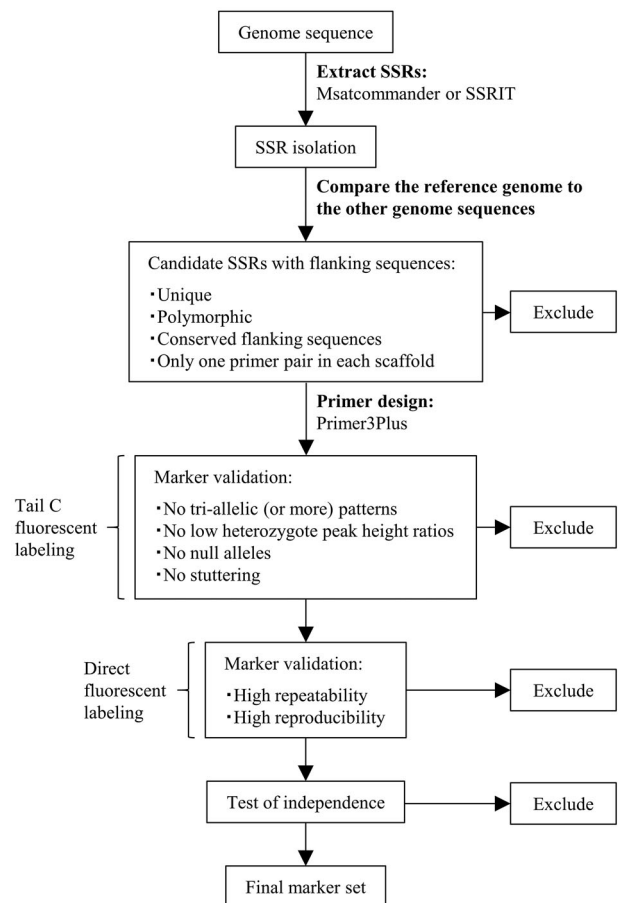 Genome sequence
Extract SSRs:
Msatcommander or SSRIT
SSR isolation
Compare the reference genome to
the other genome sequences
Candidate SSRs with flanking sequences:
・Unique
・Polymorphic
・Conserved flanking sequences
・Only one primer pair in each scaffold
Exclude
Primer design:
Primer3Plus
Tail C
fluorescent
labeling
Marker validation:
・No tri-allelic (or more) patterns
・No low heterozygote peak height ratios
・No null alleles
・No stuttering
Exclude
Direct
fluorescent
labeling
Marker validation:
・High repeatability
・High reproducibility
Exclude
Test of independence
Exclude
Final marker set